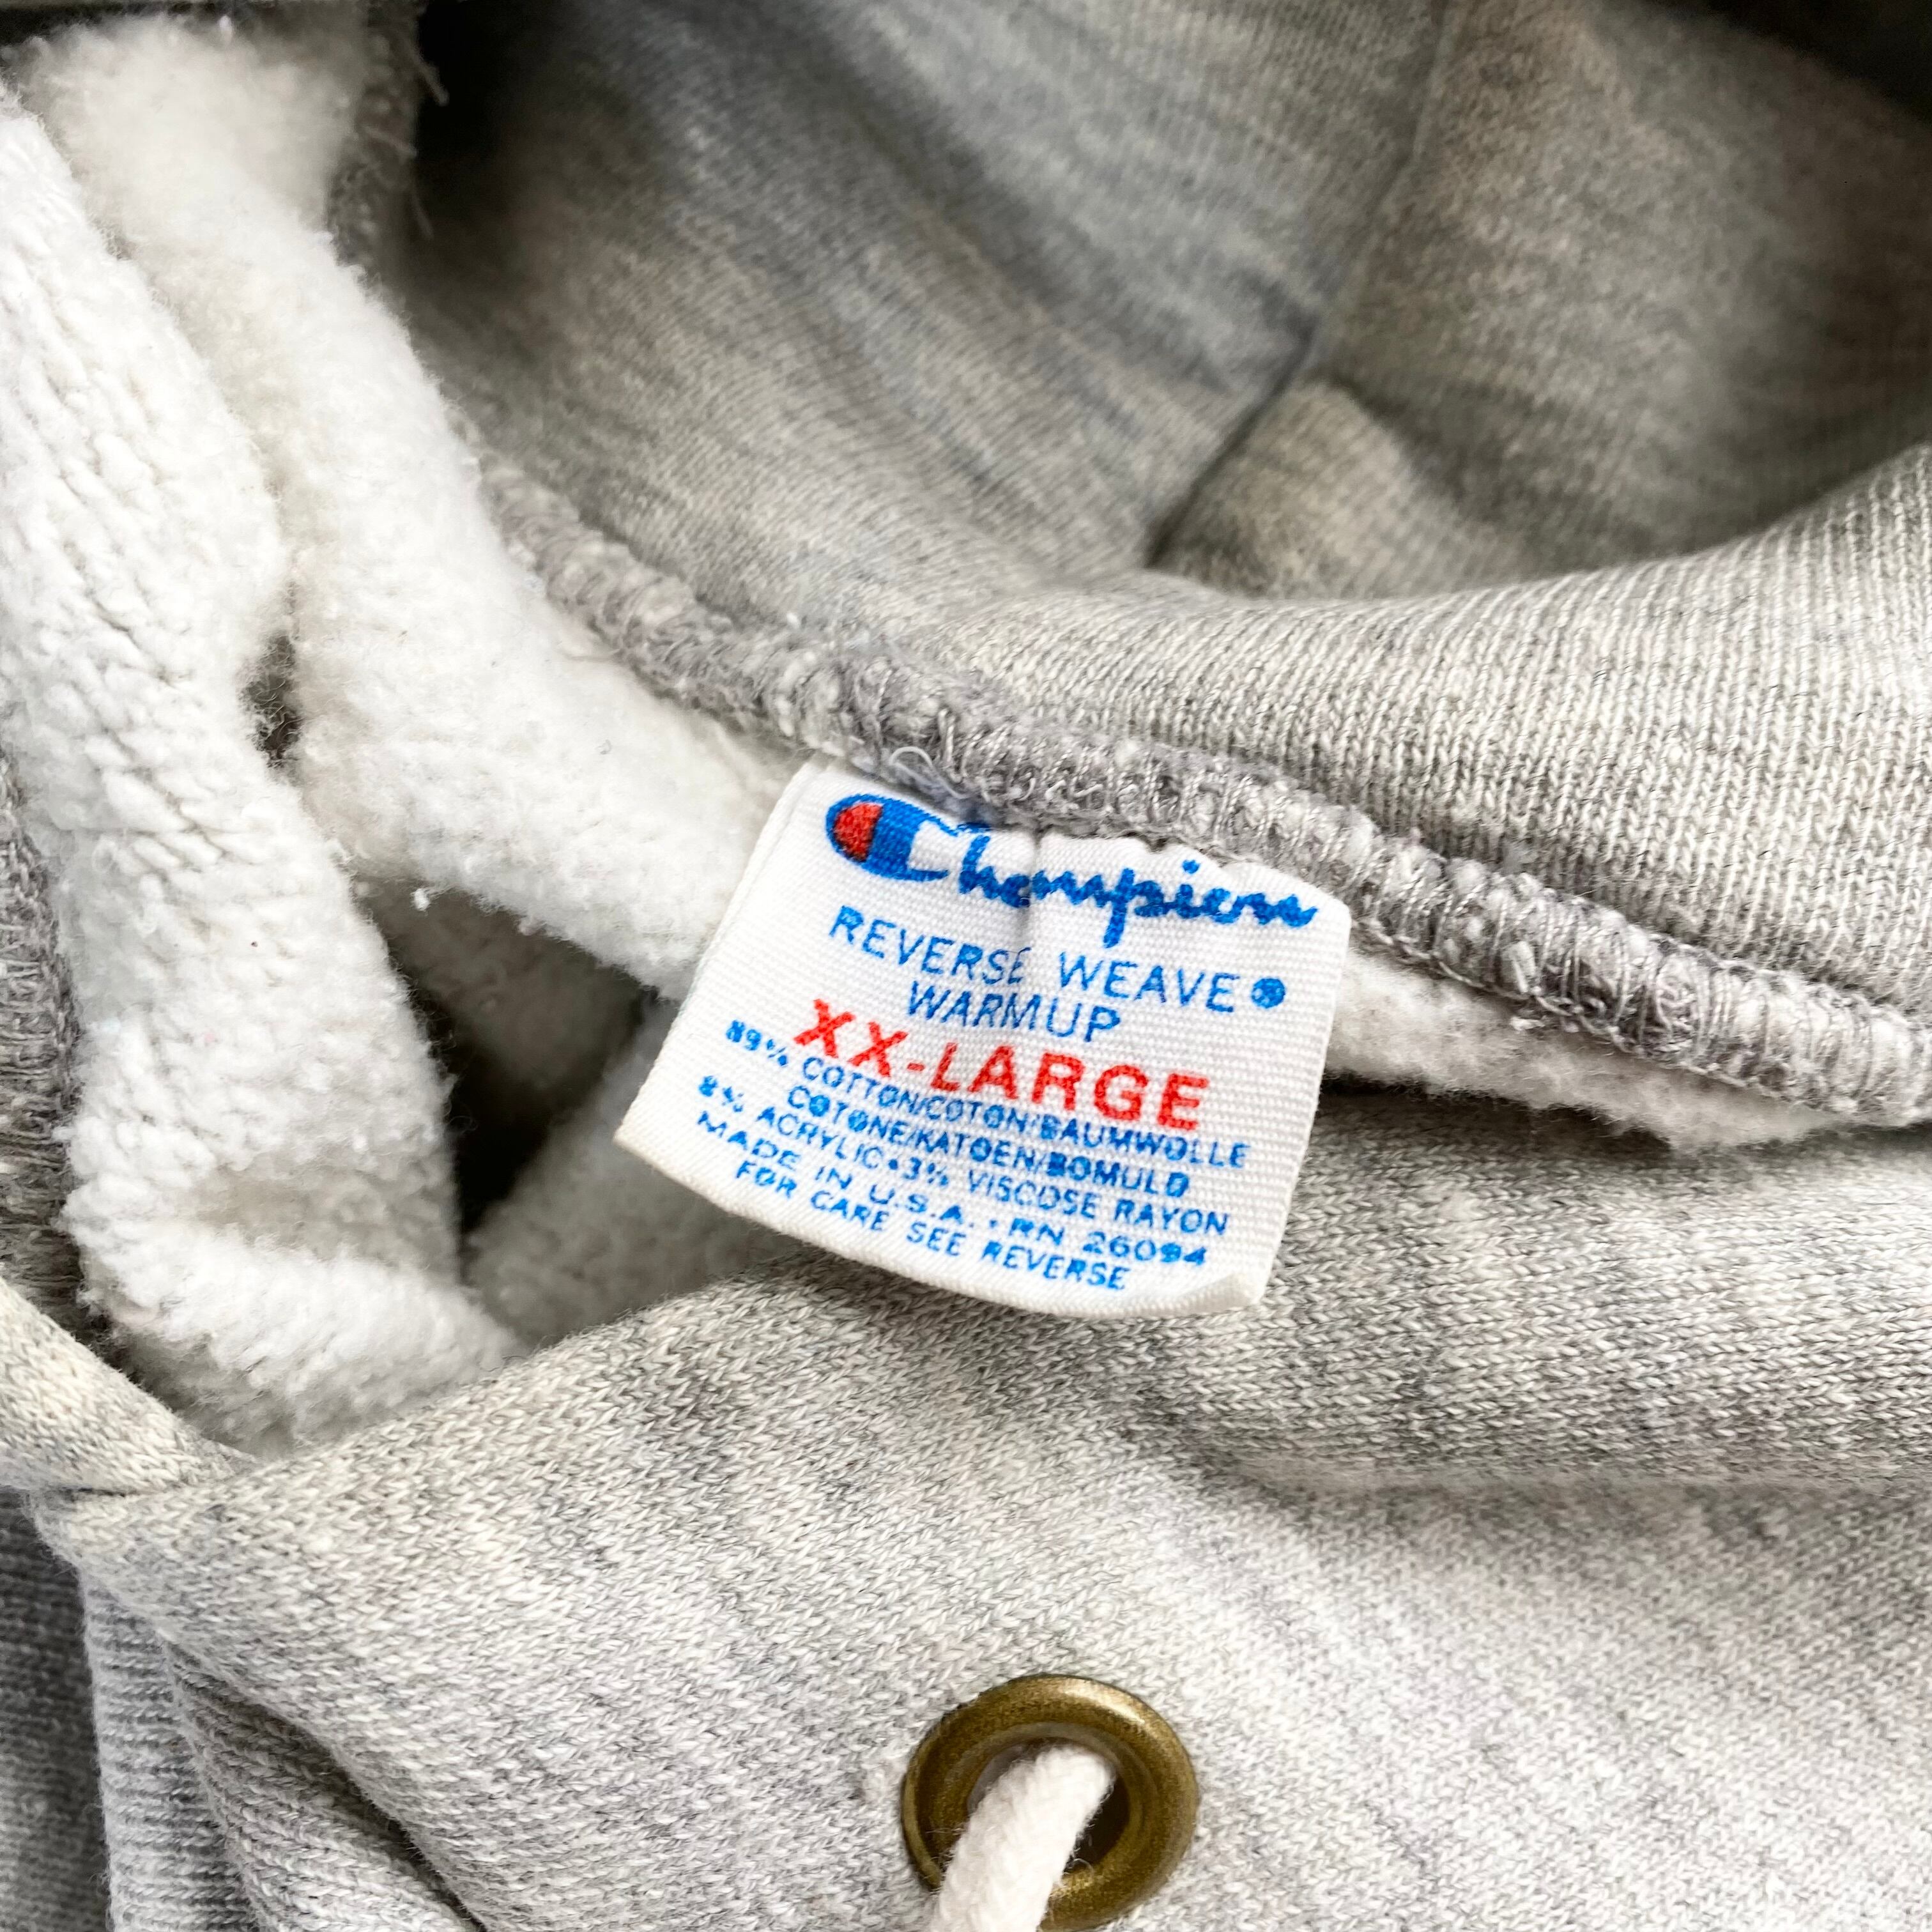 Champion
REVERSE WEAVE®
WARMUP
XX-LARGE
89% COTTON/COTON/BAUMWOLLE
COTONE/KATOEN/BOMULD
8% ACRYLIC•3% VISCOSE RAYON
MADE IN U.S.A. • RN 26094
FOR CARE SEE REVERSE